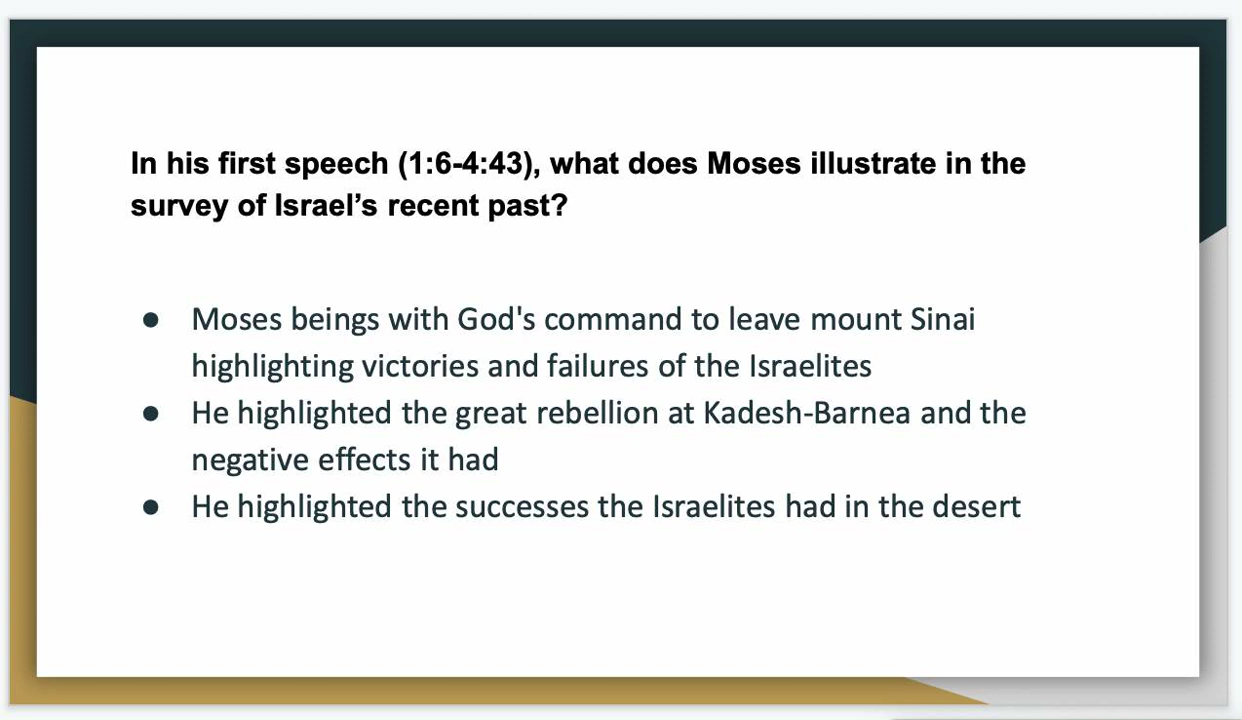 In his first speech (1:6-4:43), what does Moses illustrate in the
survey of Israel’s recent past?
● Moses beings with God's command to leave mount Sinai
highlighting victories and failures of the Israelites
● He highlighted the great rebellion at Kadesh-Barnea and the
negative effects it had
● He highlighted the successes the Israelites had in the desert